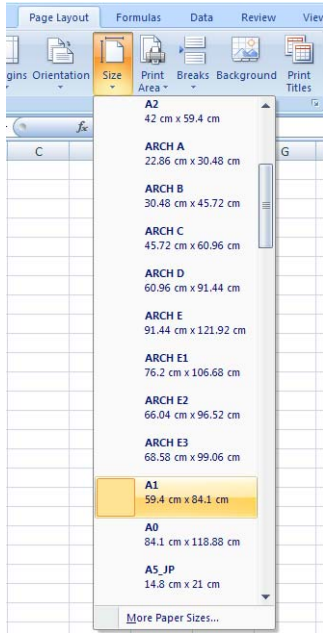 Page Layout Formulas Data Review View
gins Orientation Size Print Area Breaks Background Print Titles
fx
C G
A2
42 cm x 59.4 cm
ARCH A
22.86 cm x 30.48 cm
ARCH B
30.48 cm x 45.72 cm
ARCH C
45.72 cm x 60.96 cm
ARCH D
60.96 cm x 91.44 cm
ARCH E
91.44 cm x 121.92 cm
ARCH E1
76.2 cm x 106.68 cm
ARCH E2
66.04 cm x 96.52 cm
ARCH E3
68.58 cm x 99.06 cm
A1
59.4 cm x 84.1 cm
A0
84.1 cm x 118.88 cm
A5_JP
14.8 cm x 21 cm
More Paper Sizes...